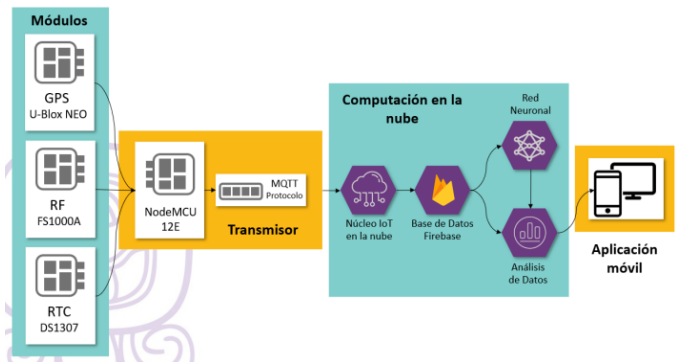 Módulos
GPS
U-Blox NEO
RF
FS1000A
RTC
DS1307
NodeMCU
12E
MQTT
Protocolo
Transmisor
Computación en la
nube
Núcleo IoT
en la nube
Base de Datos
Firebase
Red
Neuronal
Análisis
de Datos
Aplicación
móvil